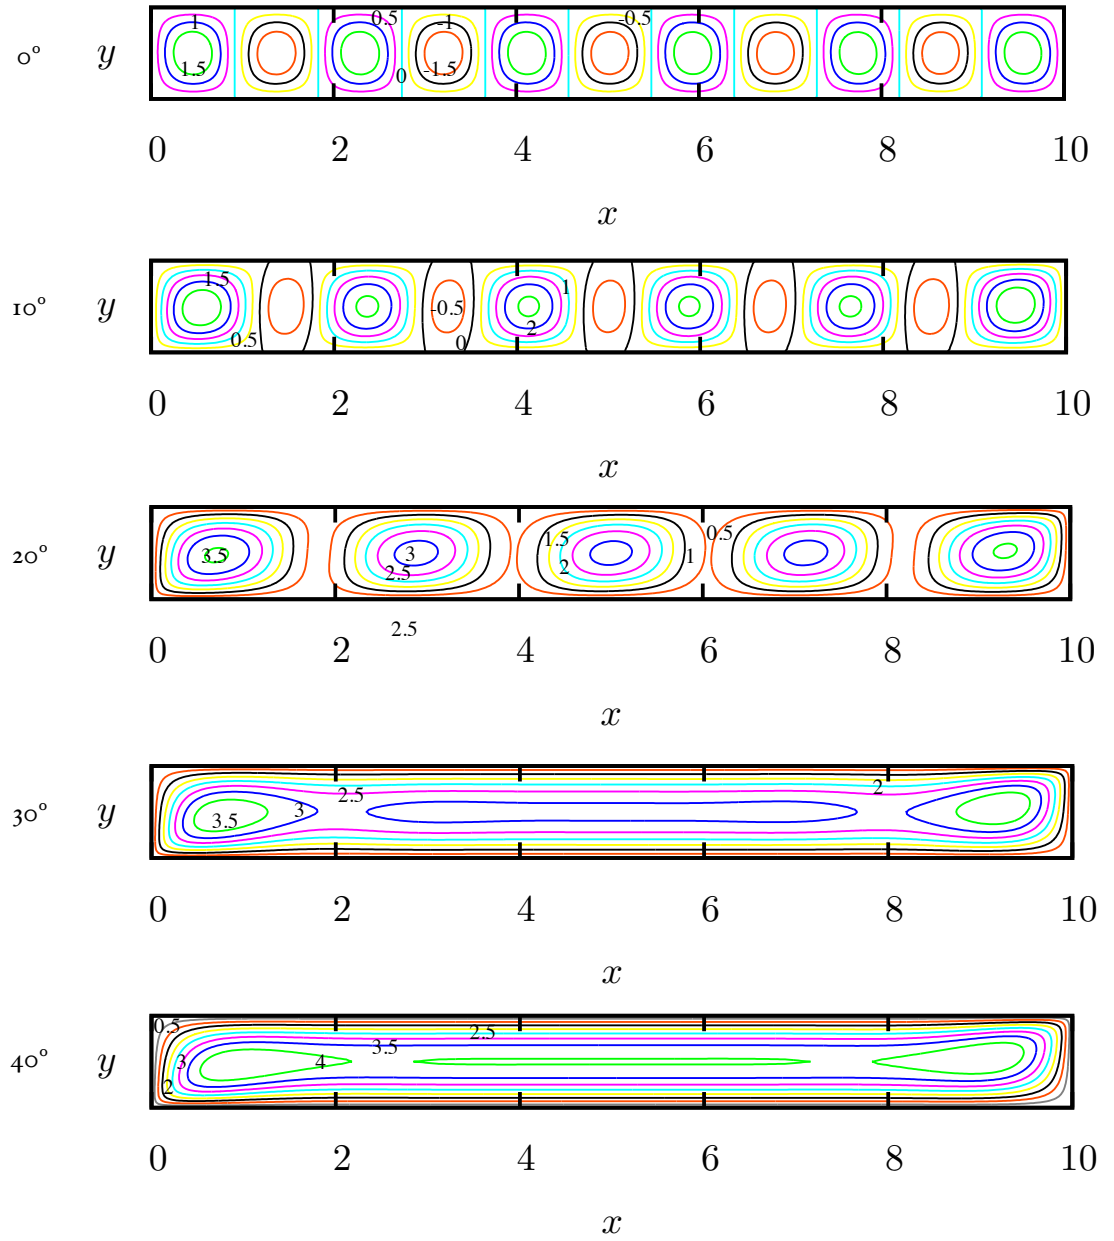 1 0.5 -1 -0.5
0° y
1.5 0 -1.5
0 2 4 6 8 10
x
1.5 1
10° y -0.5
0.5 0 2
0 2 4 6 8 10
x
1.5 0.5
20° y 3.5 3 1
2.5 2
2.5
0 2 4 6 8 10
x
2.5 2
30° y 3.5 3
0 2 4 6 8 10
x
0.5 3.5 2.5
40° y 3 4
2
0 2 4 6 8 10
x